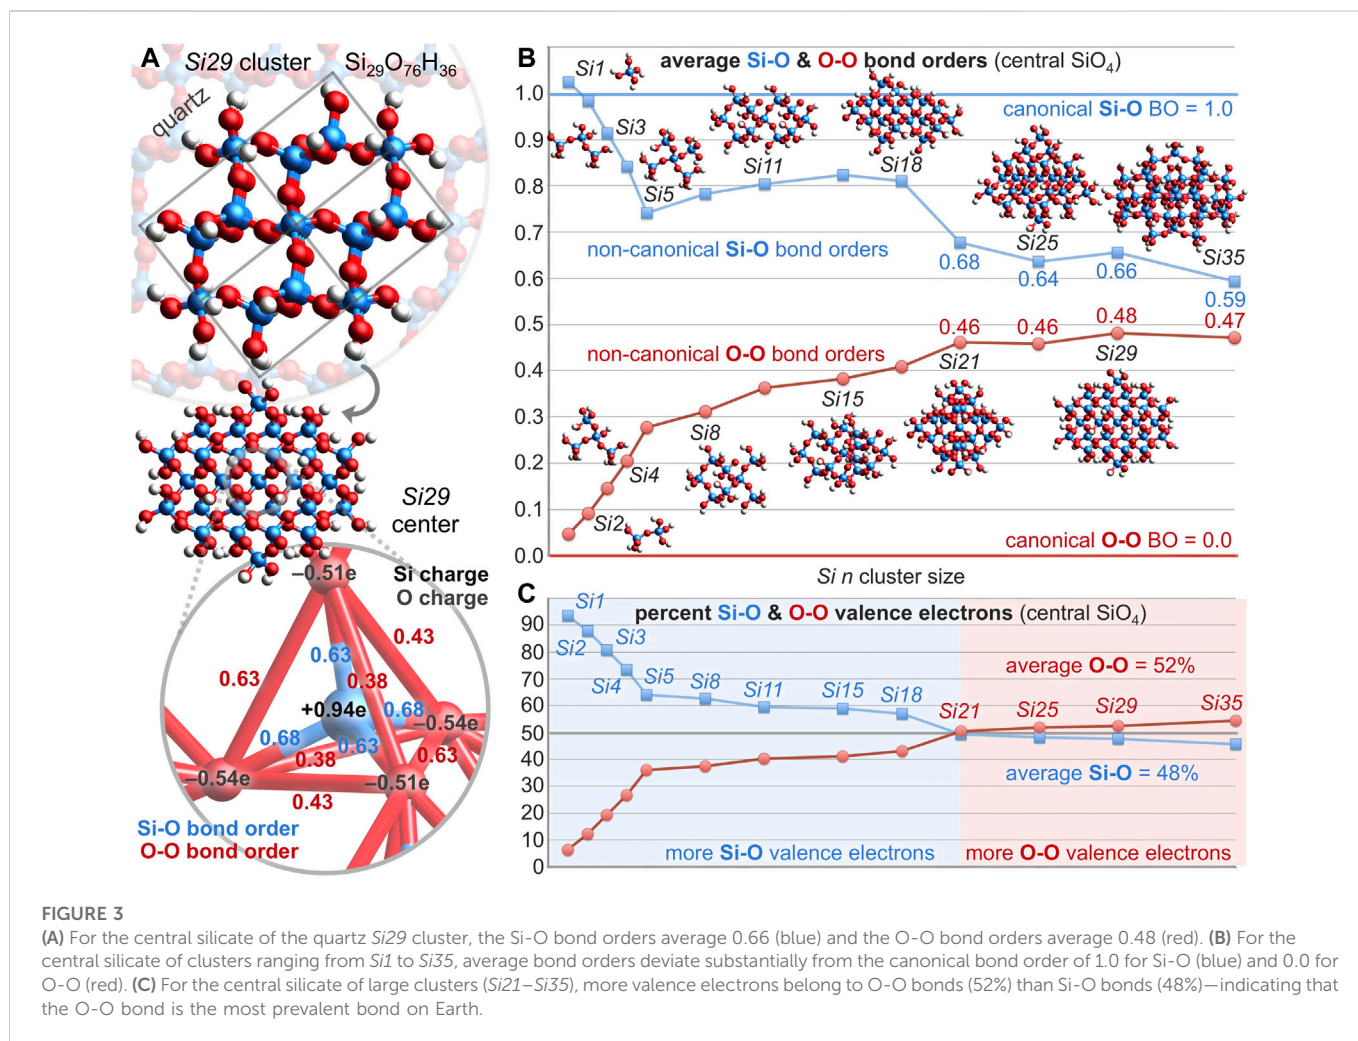 A
Si29 cluster
Si29O76H36
quartz
Si29
center
Si charge
O charge
–0.51e
0.43
0.63
0.63
0.38
+0.94e
0.68
–0.54e
0.68
0.63
0.38
0.63
–0.54e
–0.51e
0.43
Si-O bond order
O-O bond order
B
average Si-O & O-O bond orders (central SiO4)
1.0
0.9
0.8
0.7
0.6
0.5
0.4
0.3
0.2
0.1
0.0
canonical Si-O BO = 1.0
Si1
Si3
Si5
Si11
Si18
Si25
Si35
non-canonical Si-O bond orders
0.68
0.64
0.66
0.59
0.46
0.46
0.48
0.47
non-canonical O-O bond orders
Si21
Si29
Si15
Si8
Si4
Si2
canonical O-O BO = 0.0
Si n cluster size
C
percent Si-O & O-O valence electrons (central SiO4)
90
80
70
60
50
40
30
20
10
0
Si1
Si2
Si3
Si4
Si5
Si8
Si11
Si15
Si18
Si21
Si25
Si29
Si35
average O-O = 52%
average Si-O = 48%
more Si-O valence electrons
more O-O valence electrons
FIGURE 3
(A) For the central silicate of the quartz Si29 cluster, the Si-O bond orders average 0.66 (blue) and the O-O bond orders average 0.48 (red). (B) For the
central silicate of clusters ranging from Si1 to Si35, average bond orders deviate substantially from the canonical bond order of 1.0 for Si-O (blue) and 0.0 for
O-O (red). (C) For the central silicate of large clusters (Si21–Si35), more valence electrons belong to O-O bonds (52%) than Si-O bonds (48%)—indicating that
the O-O bond is the most prevalent bond on Earth.